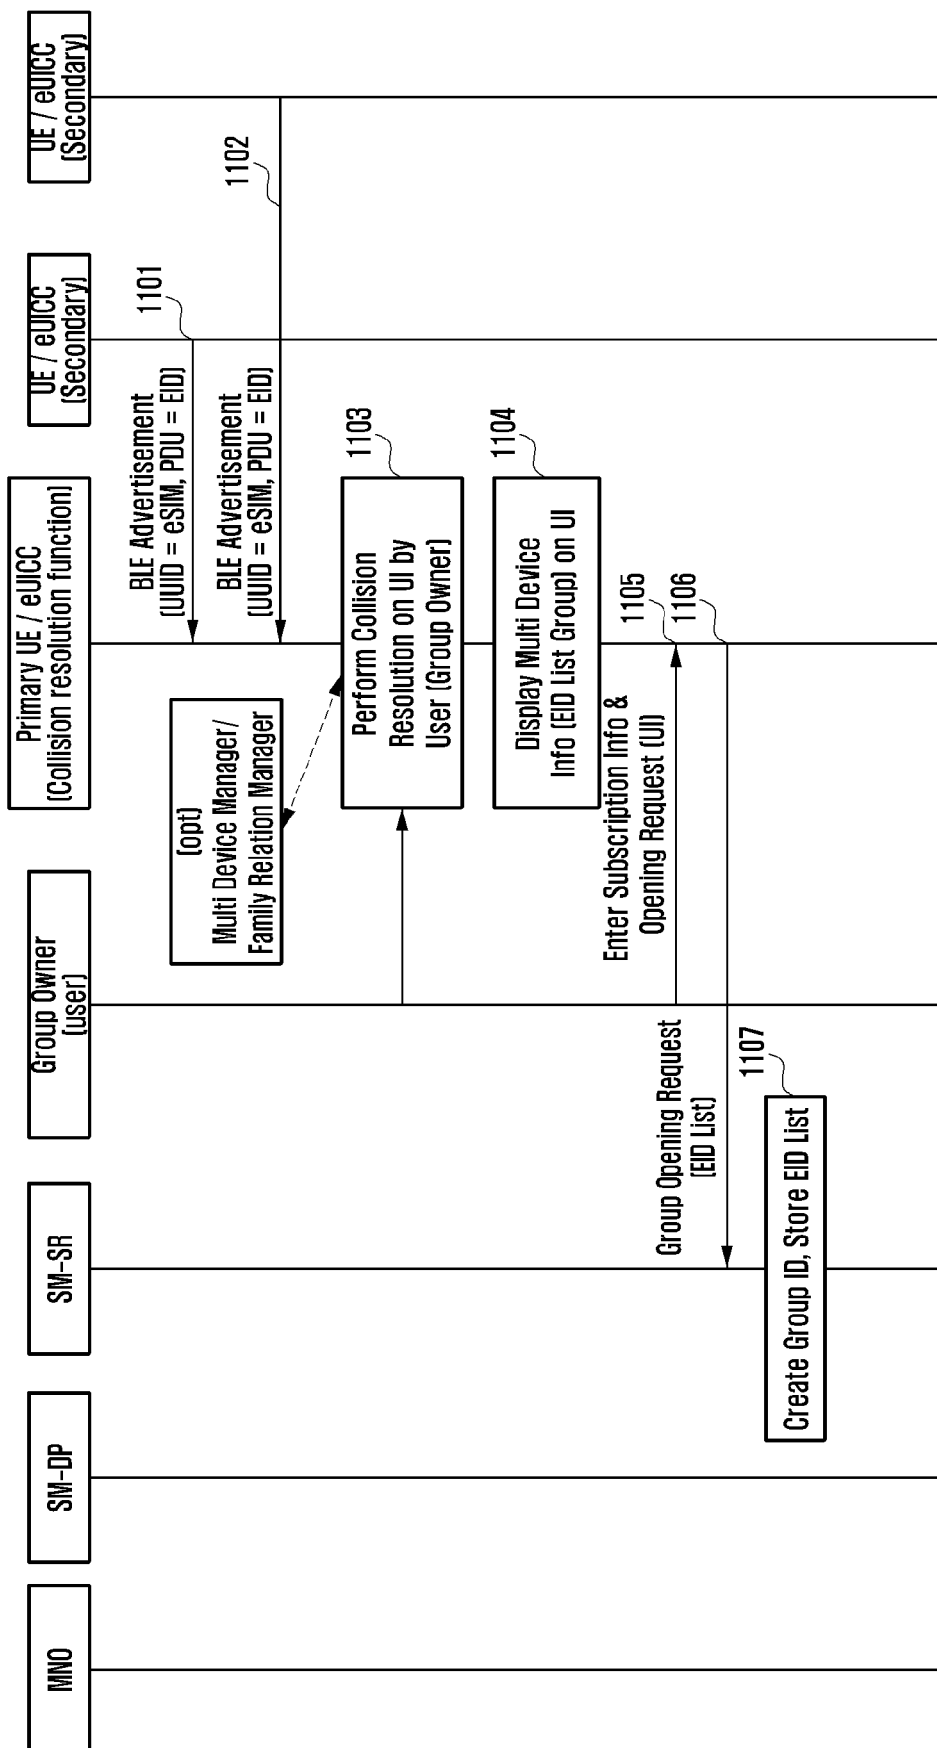 MNO
SM-DP
SM-SR
Group Owner
(user)
Primary UE / eUICC
(Collision resolution function)
UE / eUICC
(Secondary)
UE / eUICC
(Secondary)
BLE Advertisement
(UUID = eSIM, PDU = EID)
1101
BLE Advertisement
(UUID = eSIM, PDU = EID)
1102
(opt)
Multi Device Manager/
Family Relation Manager
Perform Collision
Resolution on UI by
User (Group Owner)
1103
Display Multi Device
Info (EID List Group) on UI
1104
Enter Subscription Info &
Opening Request (UI)
1105
Group Opening Request
(EID List)
1106
Create Group ID, Store EID List
1107